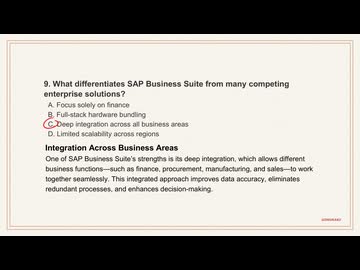 9. What differentiates SAP Business Suite from many competing
enterprise solutions?
A. Focus solely on finance
B. Full-stack hardware bundling
C. Deep integration across all business areas
D. Limited scalability across regions
Integration Across Business Areas
One of SAP Business Suite's strengths is its deep integration, which allows different
business functions—such as finance, procurement, manufacturing, and sales—to work
together seamlessly. This integrated approach improves data accuracy, eliminates
redundant processes, and enhances decision-making.